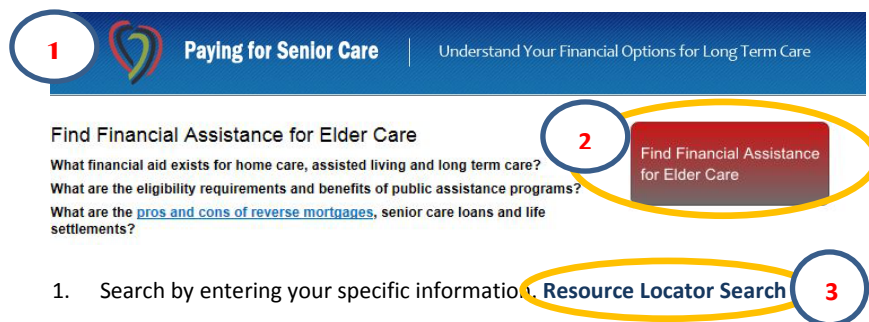 1
Paying for Senior Care
Understand Your Financial Options for Long Term Care
Find Financial Assistance for Elder Care
2
Find Financial Assistance
for Elder Care
What financial aid exists for home care, assisted living and long term care?
What are the eligibility requirements and benefits of public assistance programs?
What are the pros and cons of reverse mortgages, senior care loans and life
settlements?
1. Search by entering your specific information. Resource Locator Search
3